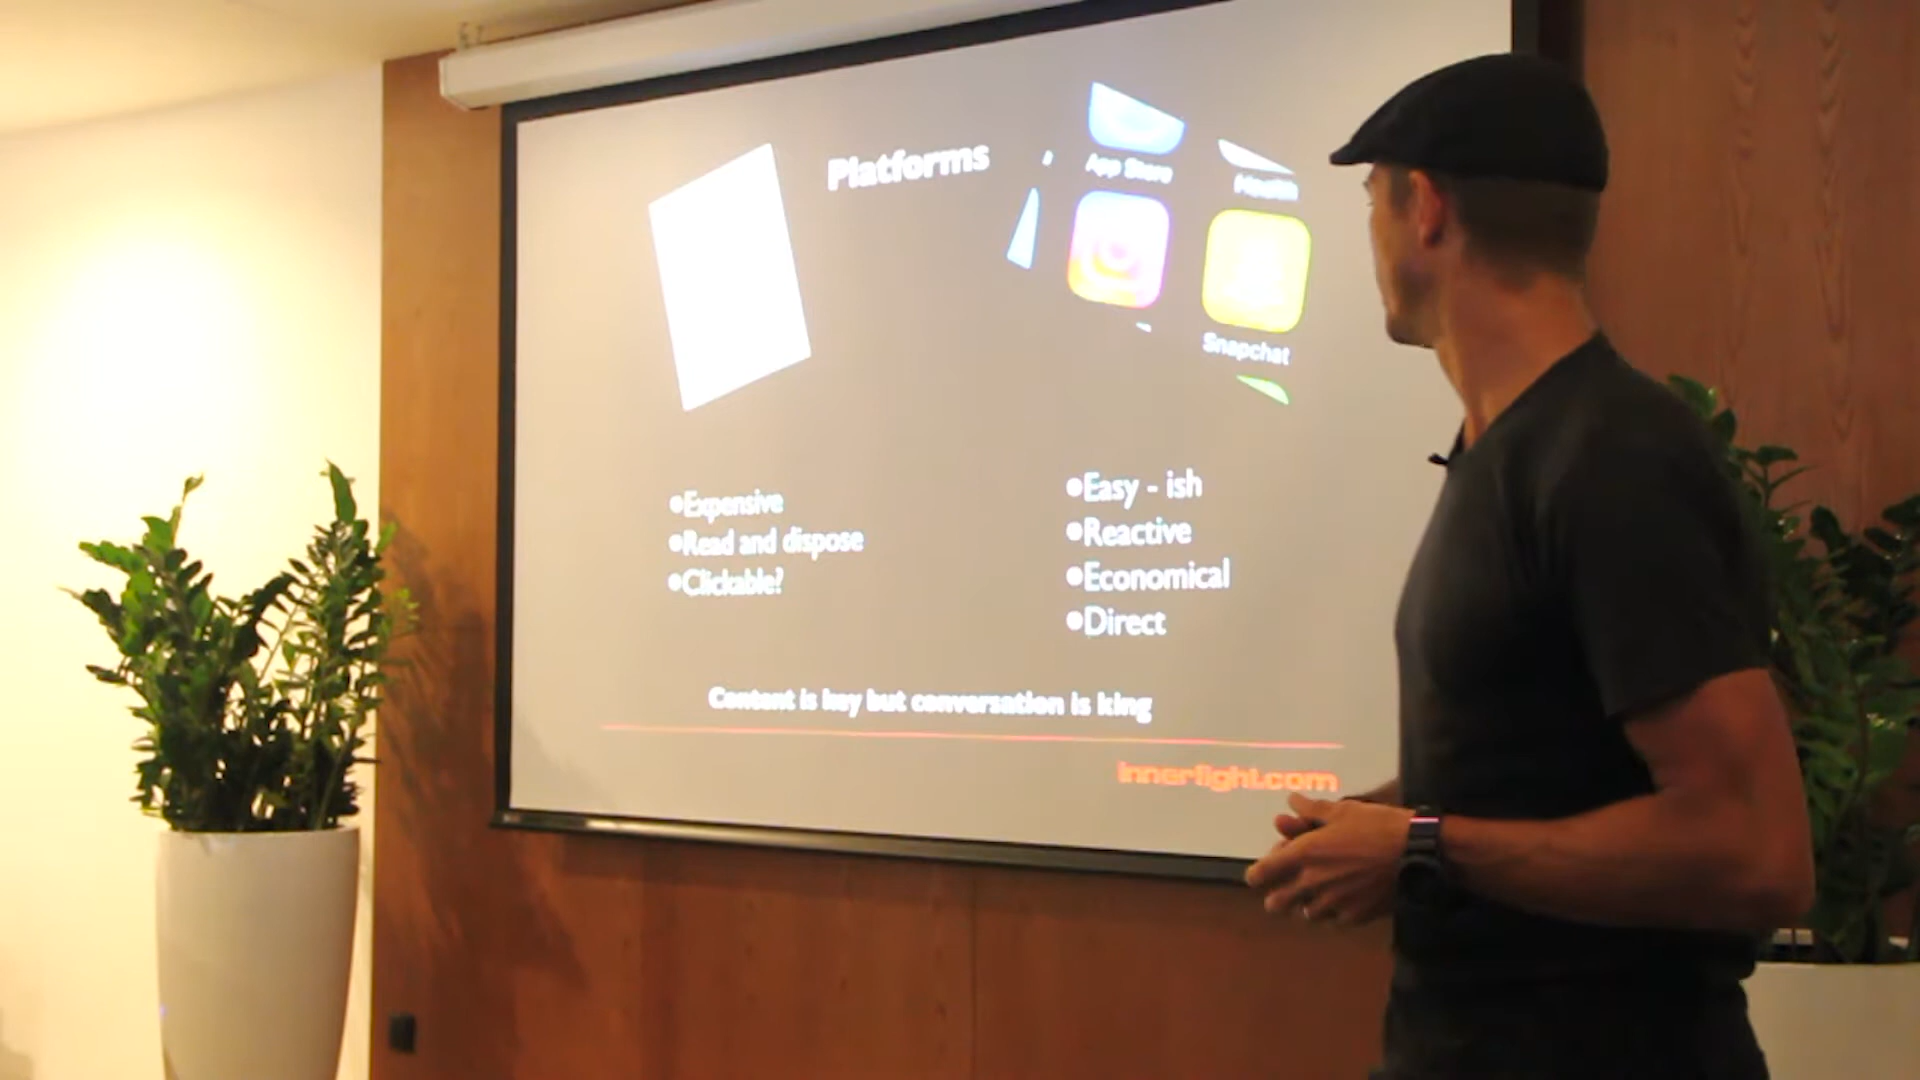 Platforms
App Store
Health
Snapchat
•Expensive
•Read and dispose
•Clickable?
•Easy - ish
•Reactive
•Economical
•Direct
Content is key but conversation is king
innerfight.com